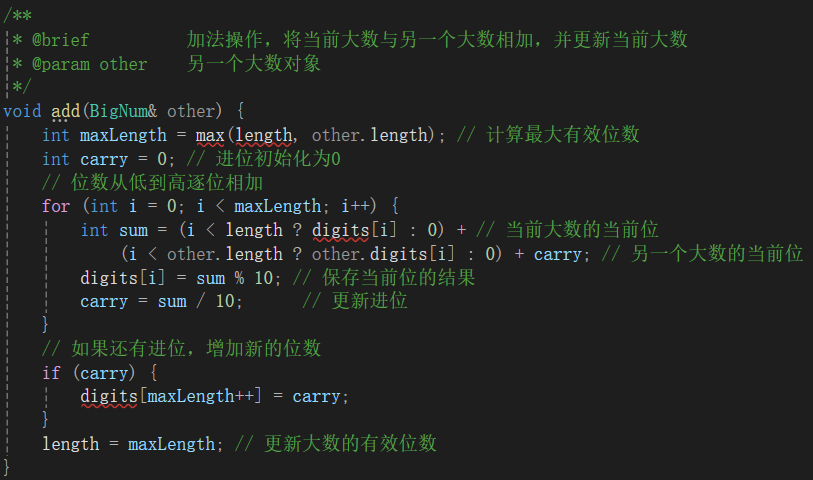 /**
* @brief 加法操作，将当前大数与另一个大数相加，并更新当前大数
* @param other 另一个大数对象
*/
void add(BigNum& other) {
int maxLength = max(length, other.length); // 计算最大有效位数
int carry = 0; // 进位初始化为0
// 位数从低到高逐位相加
for (int i = 0; i < maxLength; i++) {
int sum = (i < length ? digits[i] : 0) + // 当前大数的当前位
(i < other.length ? other.digits[i] : 0) + carry; // 另一个大数的当前位
digits[i] = sum % 10; // 保存当前位的结果
carry = sum / 10; // 更新进位
}
// 如果还有进位，增加新的位数
if (carry) {
digits[maxLength++] = carry;
}
length = maxLength; // 更新大数的有效位数
}